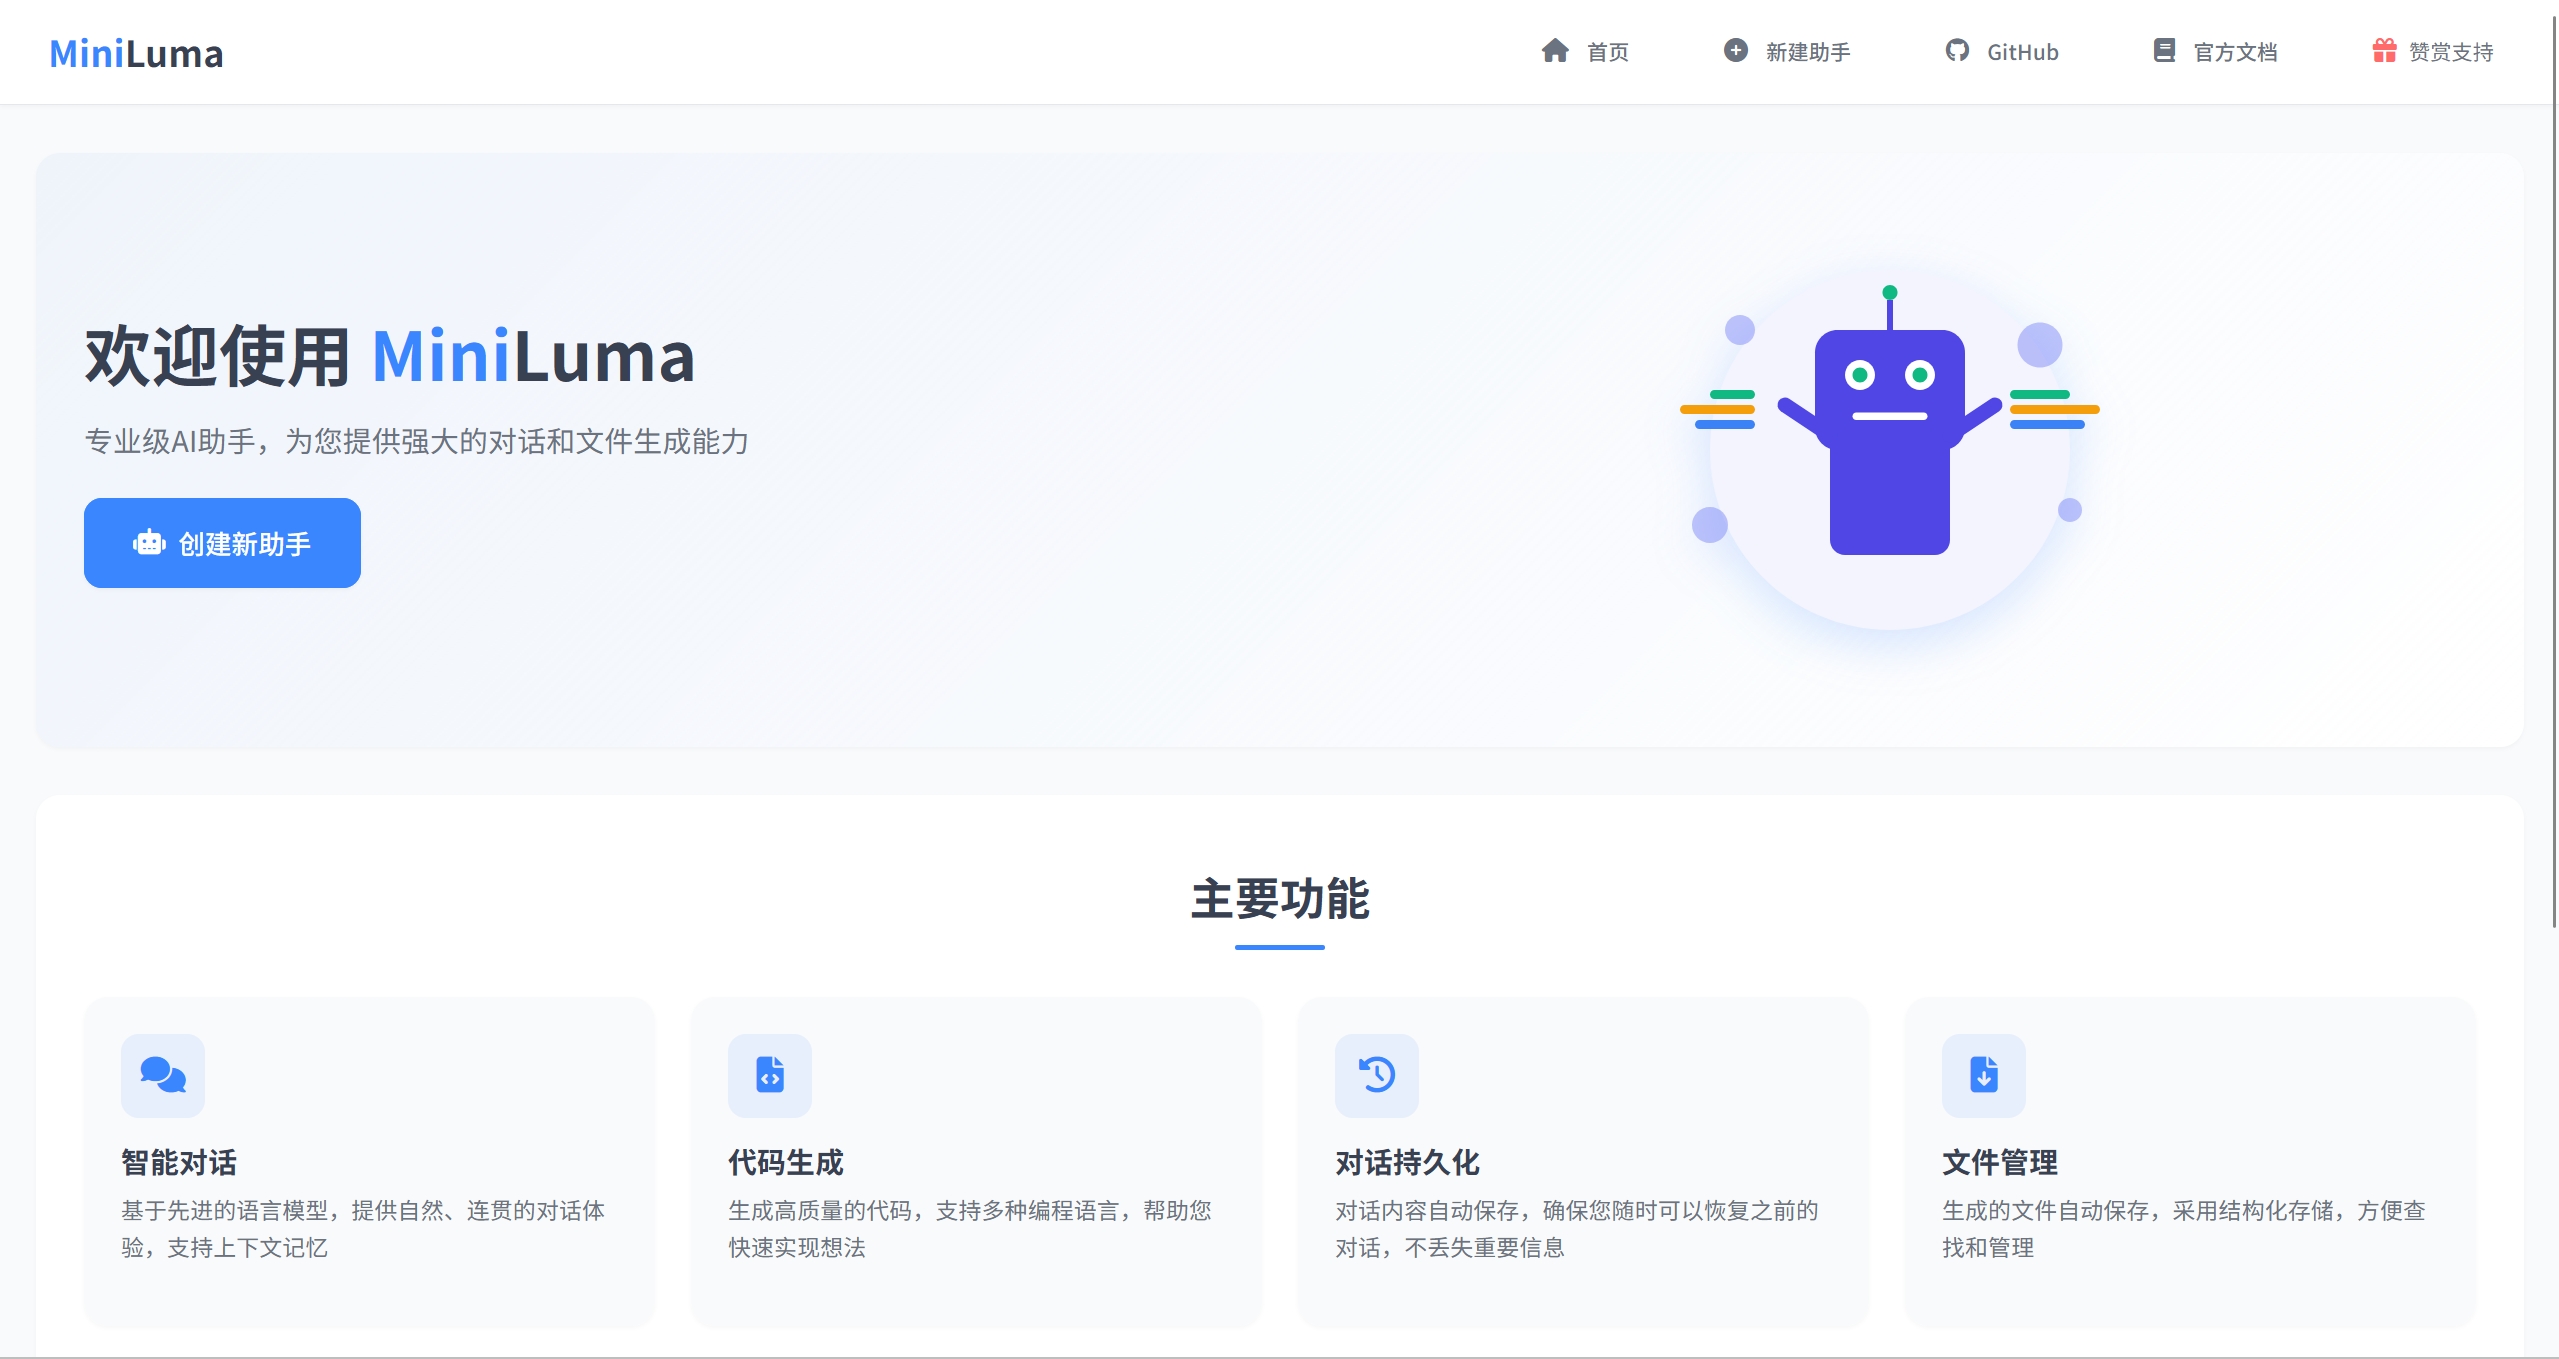 MiniLuma
首页
新建助手
GitHub
官方文档
赞赏支持
欢迎使用 MiniLuma
专业级AI助手，为您提供强大的对话和文件生成能力
创建新助手
主要功能
智能对话
基于先进的语言模型，提供自然、连贯的对话体
验，支持上下文记忆
代码生成
生成高质量的代码，支持多种编程语言，帮助您
快速实现想法
对话持久化
对话内容自动保存，确保您随时可以恢复之前的
对话，不丢失重要信息
文件管理
生成的文件自动保存，采用结构化存储，方便查
找和管理